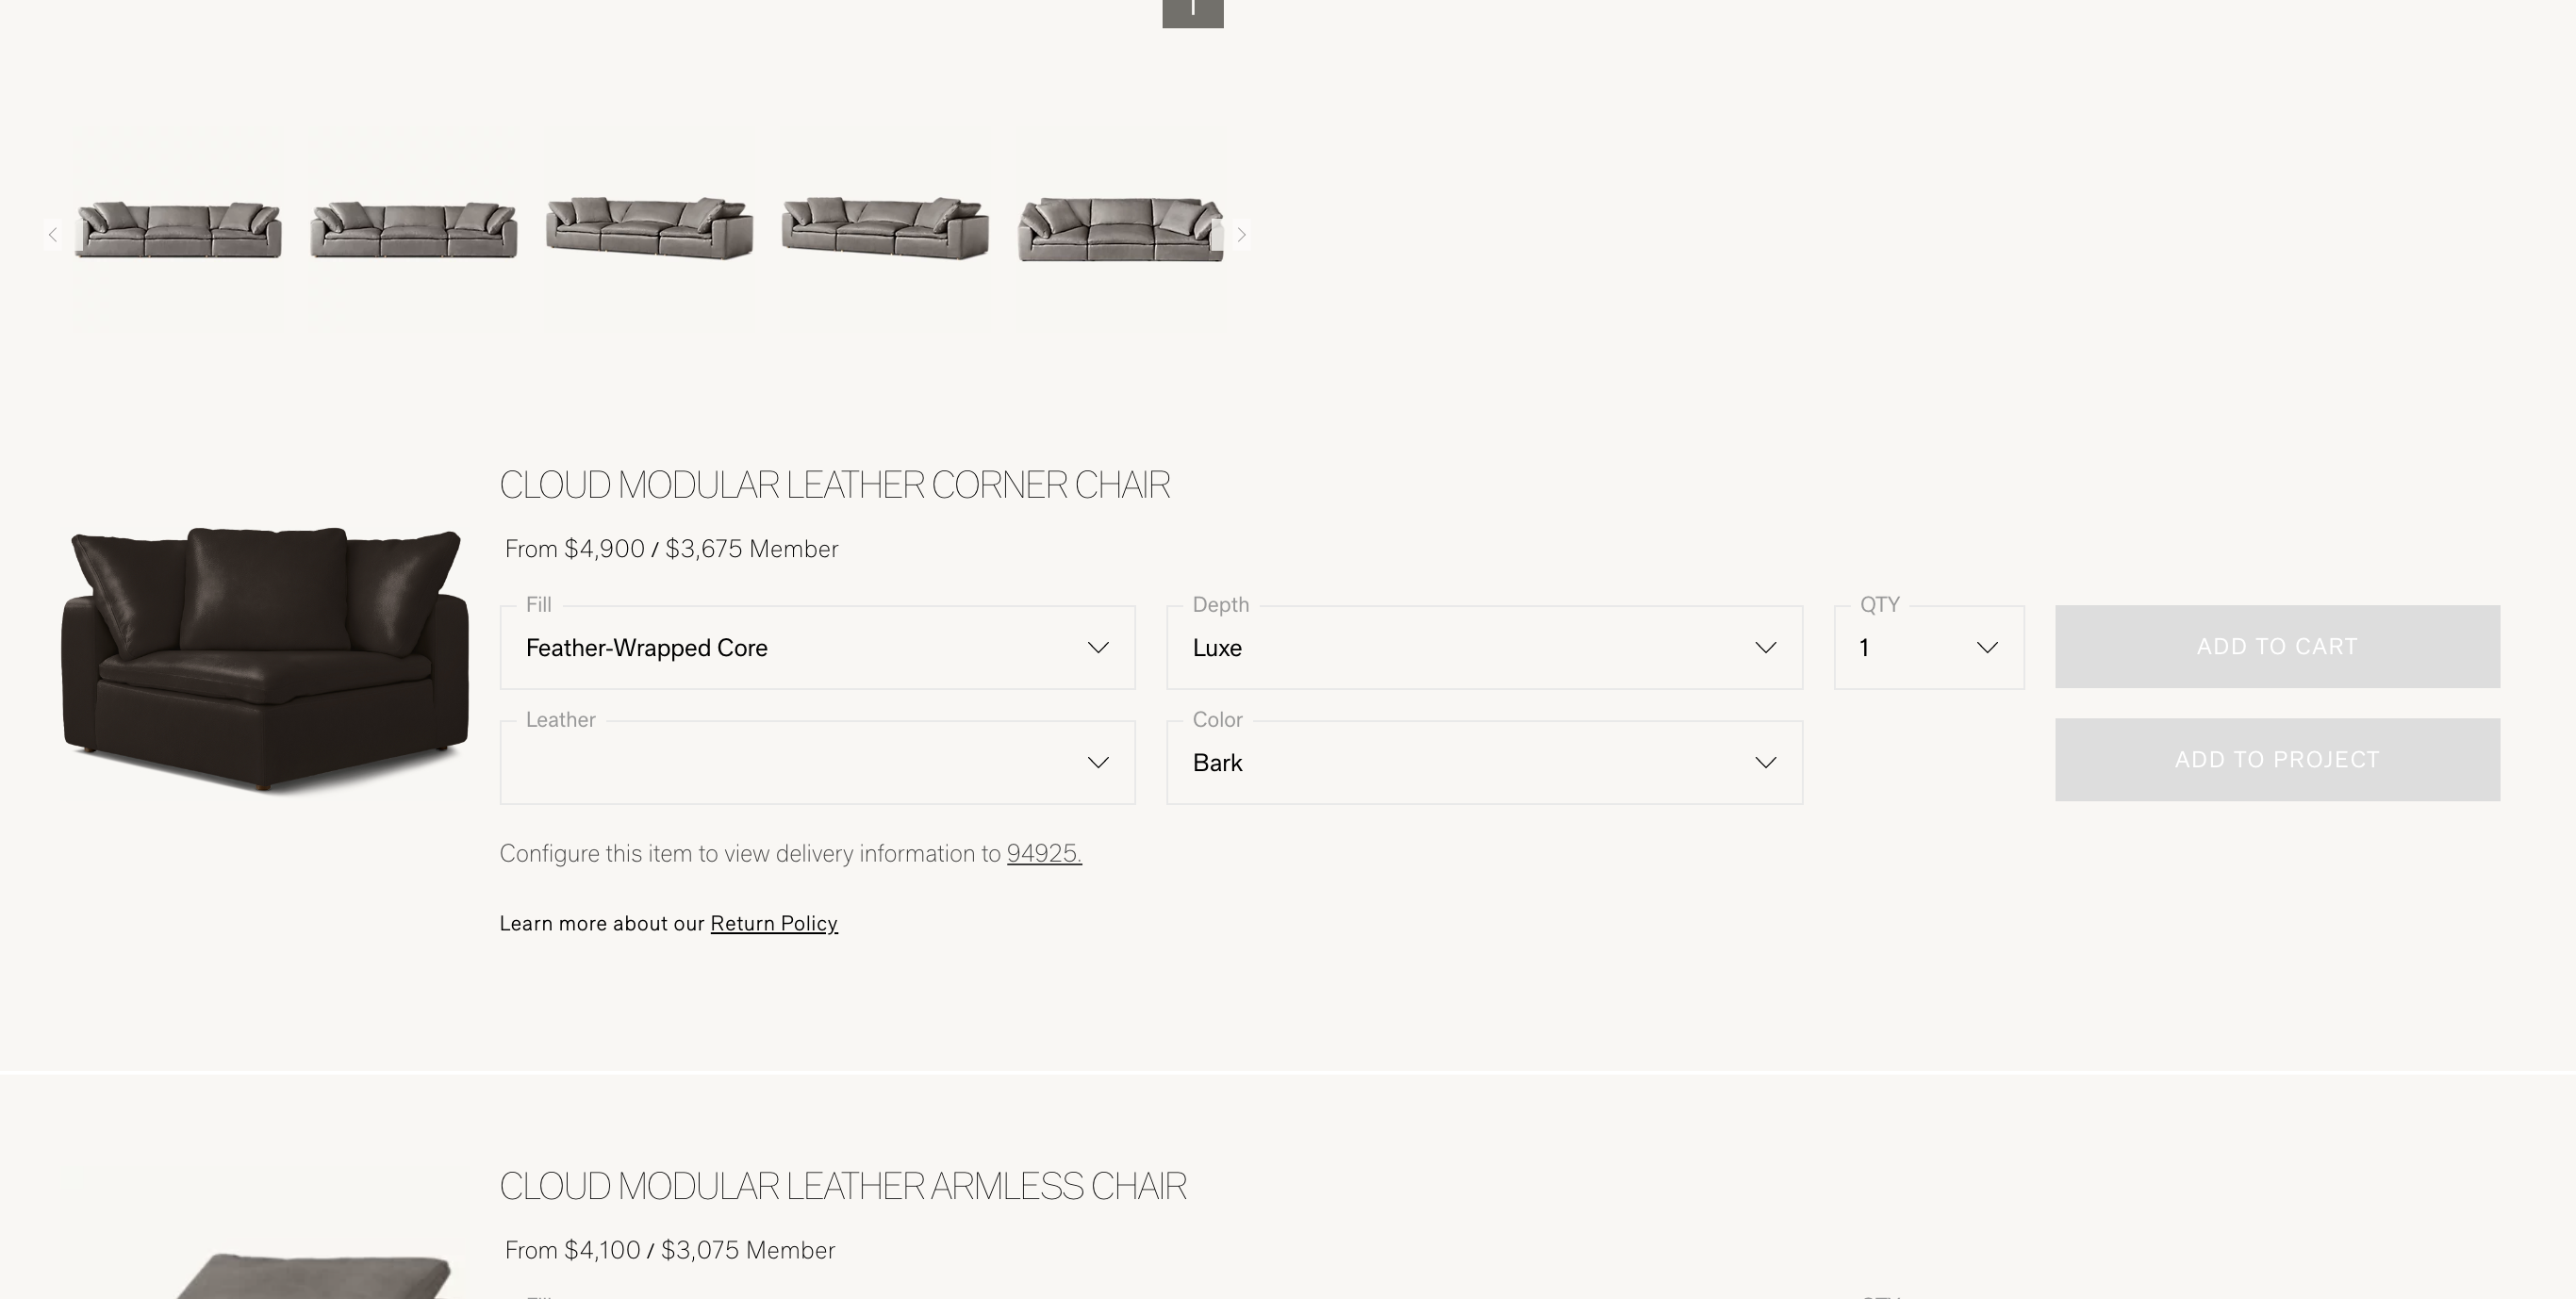 CLOUD MODULAR LEATHER CORNER CHAIR
From $4,900 / $3,675 Member
Fill
Depth
QTY
Feather-Wrapped Core
Luxe
1
ADD TO CART
Leather
Color
Bark
ADD TO PROJECT
Configure this item to view delivery information to 94925.
Learn more about our Return Policy
CLOUD MODULAR LEATHER ARMLESS CHAIR
From $4,100 / $3,075 Member